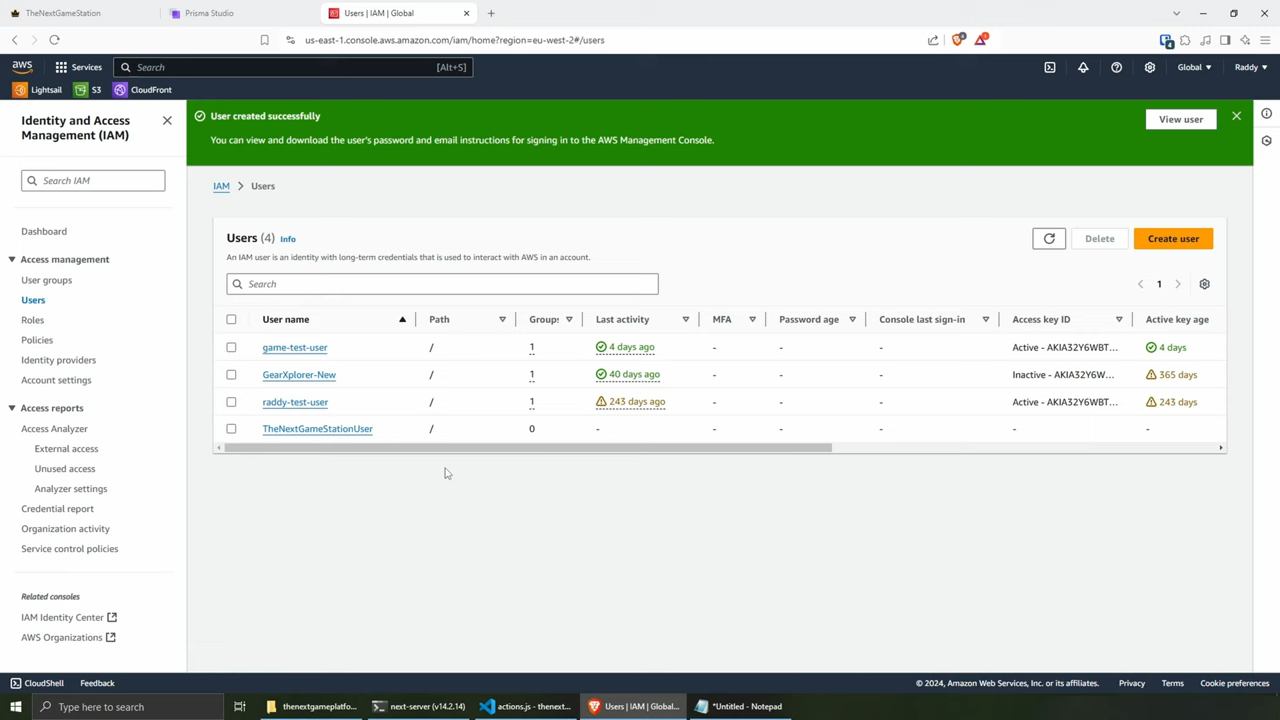 TheNextGameStation
Prisma Studio
Users | IAM | Global
us-east-1.console.aws.amazon.com/iam/home?region=eu-west-2#/users
aws
Services
Search
[Alt+S]
Global
Raddy
Lightsail
S3
CloudFront
Identity and Access
Management (IAM)
Search IAM
Dashboard
Access management
User groups
Users
Roles
Policies
Identity providers
Account settings
Access reports
Access Analyzer
External access
Unused access
Analyzer settings
Credential report
Organization activity
Service control policies
Related consoles
IAM Identity Center
AWS Organizations
User created successfully
You can view and download the user's password and email instructions for signing in to the AWS Management Console.
View user
IAM > Users
Users (4) Info
An IAM user is an identity with long-term credentials that is used to interact with AWS in an account.
Delete
Create user
Search
1
User name Path Groups Last activity MFA Password age Console last sign-in Access key ID Active key age
game-test-user / 1 4 days ago - - - Active - AKIA32Y6WBT... 4 days
GearXplorer-New / 1 40 days ago - - - Inactive - AKIA32Y6W... 365 days
raddy-test-user / 1 243 days ago - - - Active - AKIA32Y6WBT... 243 days
TheNextGameStationUser / 0 - - - - - -
CloudShell
Feedback
© 2024, Amazon Web Services, Inc. or its affiliates.
Privacy
Terms
Cookie preferences
Type here to search
thenextgameplatfo...
next-server (v14.2.14)
actions.js - thenext...
Users | IAM | Global...
*Untitled - Notepad